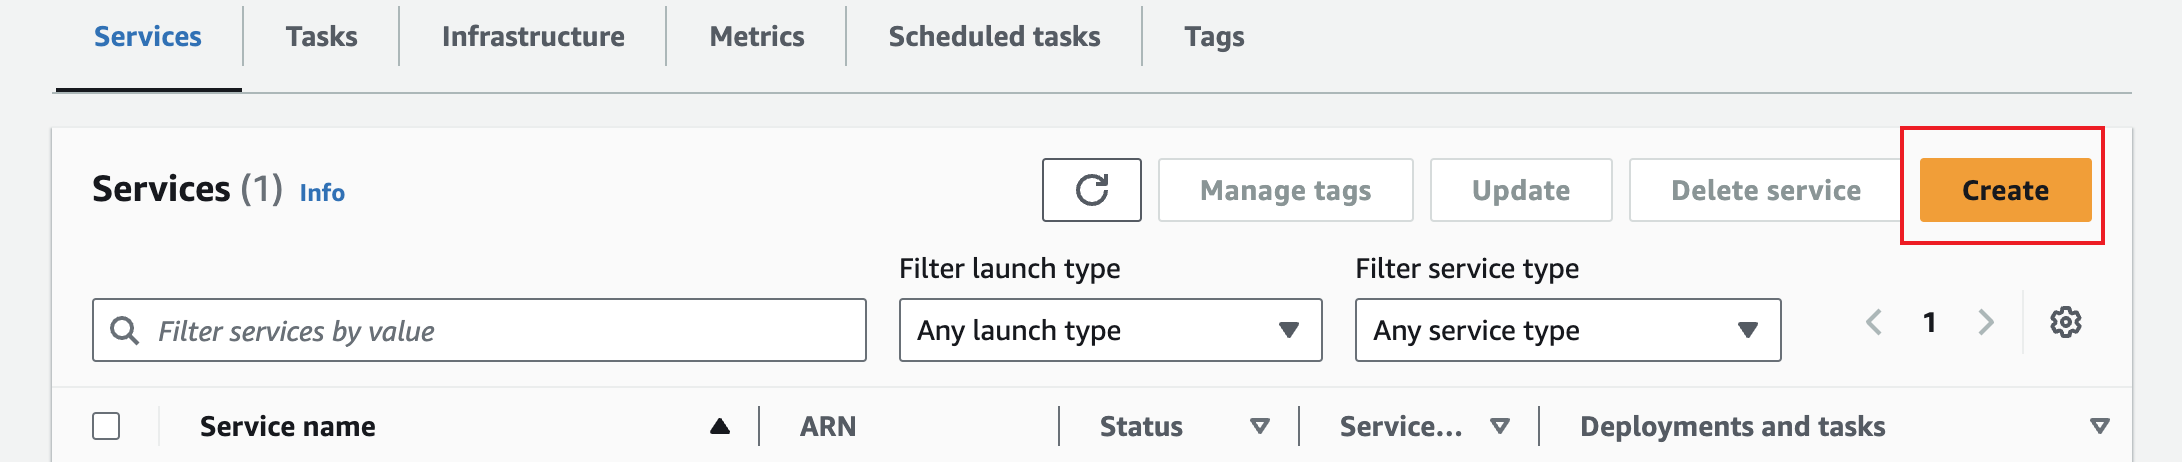 Services Tasks Infrastructure Metrics Scheduled tasks Tags
Services (1) Info Manage tags Update Delete service Create
Filter launch type Filter service type
Filter services by value Any launch type Any service type 1
Service name ARN Status Service... Deployments and tasks